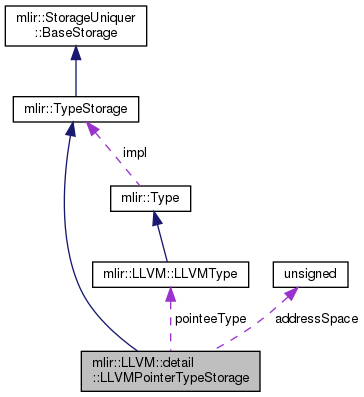 mlir::StorageUniquer
::BaseStorage
mlir::TypeStorage
impl
mlir::Type
mlir::LLVM::LLVMType
unsigned
pointeeType
addressSpace
mlir::LLVM::detail
::LLVMPointerTypeStorage